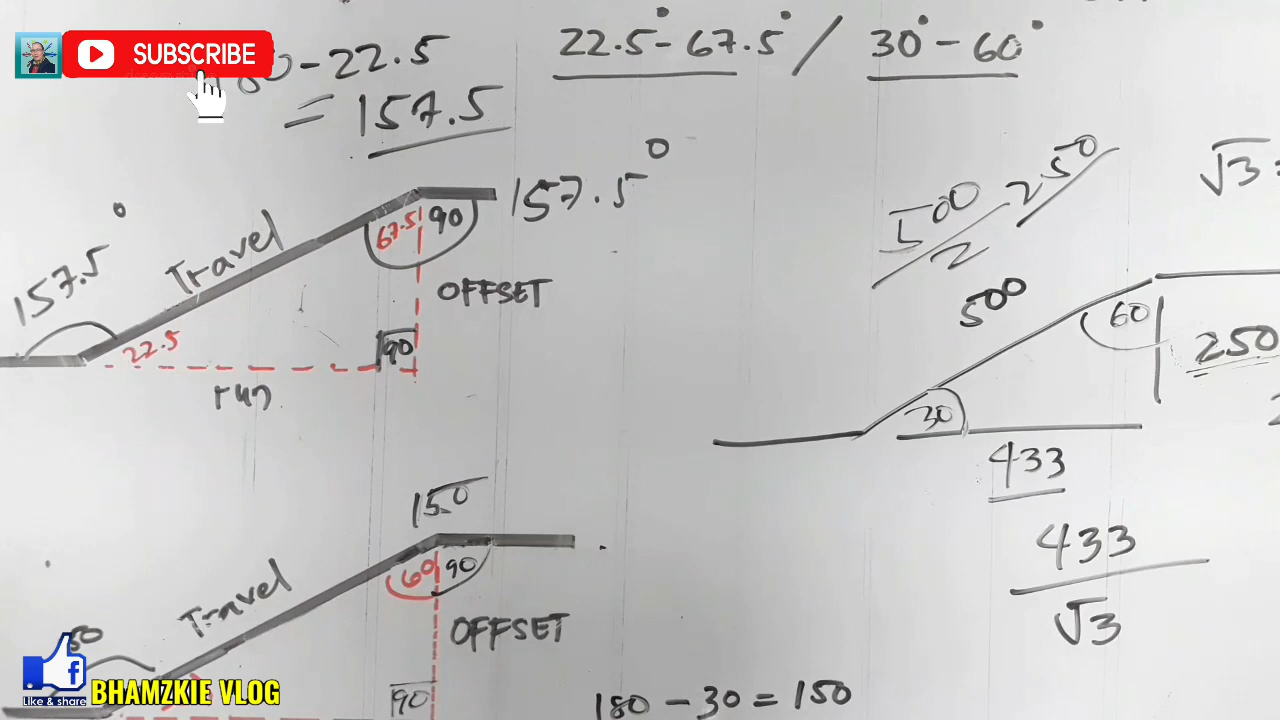 SUBSCRIBE
180-22.5
= 157.5
22.5°- 67.5° / 30° - 60°
157.5°
Travel
22.5
67.5
90
157.5°
OFFSET
90
run
500
2
250
√3 =
500
60
250
30
433
433
√3
150
Travel
60
90
OFFSET
90
180 - 30 = 150
Like & share
BHAMZKIE VLOG